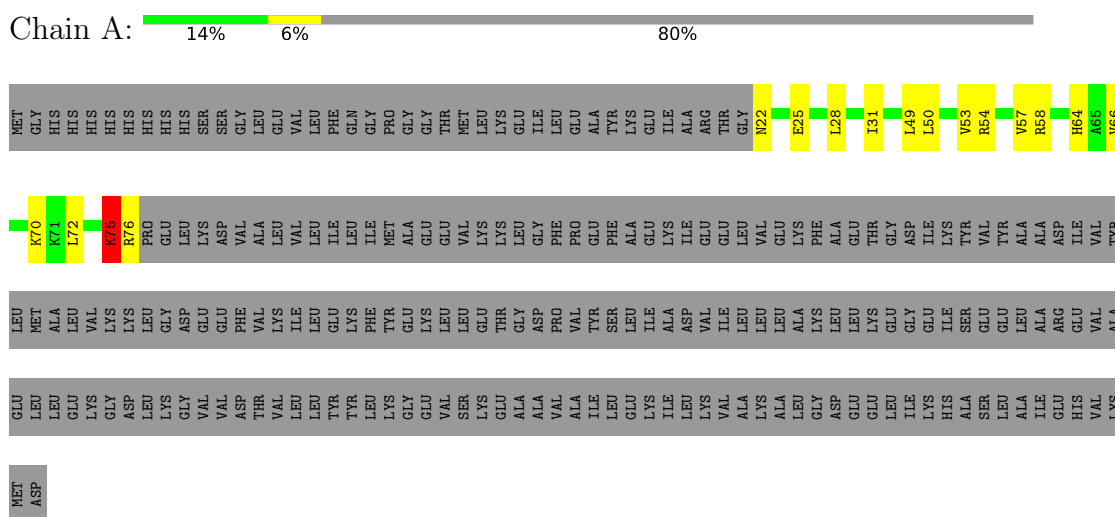 Chain A:
14% 6% 80%
MET GLY HIS HIS HIS HIS HIS HIS HIS HIS HIS HIS SER SER GLY LEU GLU VAL LEU PHE GLN GLY PRO GLY GLY THR MET LEU LYS GLU ILE LEU GLU ALA TYR LYS GLU ILE ALA ARG THR GLY N22 E25 L28 I31 L49 L50 V53 R54 V57 R58 H64 A65 V66
K70 K71 L72 K75 R76 PRO GLU LEU LYS ASP VAL ALA LEU VAL LEU ILE LEU ILE MET ALA GLU GLU VAL LYS LYS LEU GLY PHE PRO GLU PHE ALA GLU LYS ILE GLU GLU LEU VAL GLU LYS PHE ALA GLU THR GLY ASP ILE LYS TYR VAL TYR ALA ALA ASP ILE VAL TYR
LEU MET ALA LEU VAL LYS LYS LEU GLY ASP GLU GLU PHE VAL LYS ILE LEU GLU LYS PHE TYR GLU LYS LEU LEU GLU THR GLY ASP PRO VAL TYR SER LEU ILE ALA ASP VAL ILE LEU LEU LEU ALA LYS LEU LEU LYS GLU GLY GLU ILE SER GLU GLU LEU ALA ARG GLU VAL ALA
GLU LEU LEU GLU LYS GLY ASP LEU LYS GLY VAL VAL ASP THR VAL LEU LEU TYR TYR LEU LYS GLY GLU VAL SER LYS GLU ALA ALA VAL ALA ILE LEU GLU LYS ILE LEU LYS VAL ALA LYS ALA LEU GLY ASP GLU GLU LEU ILE LYS HIS ALA SER LEU ALA ILE GLU HIS VAL LYS
MET ASP